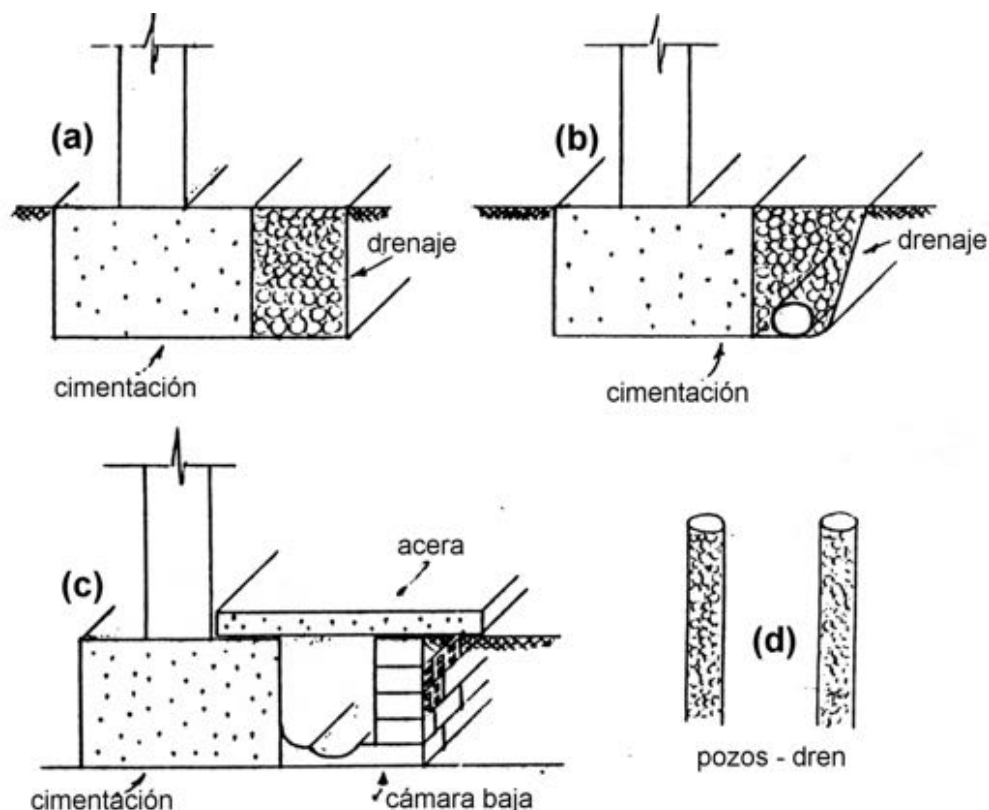 (a)
drenaje
cimentación
(b)
drenaje
cimentación
(c)
acera
cimentación
cámara baja
(d)
pozos - dren